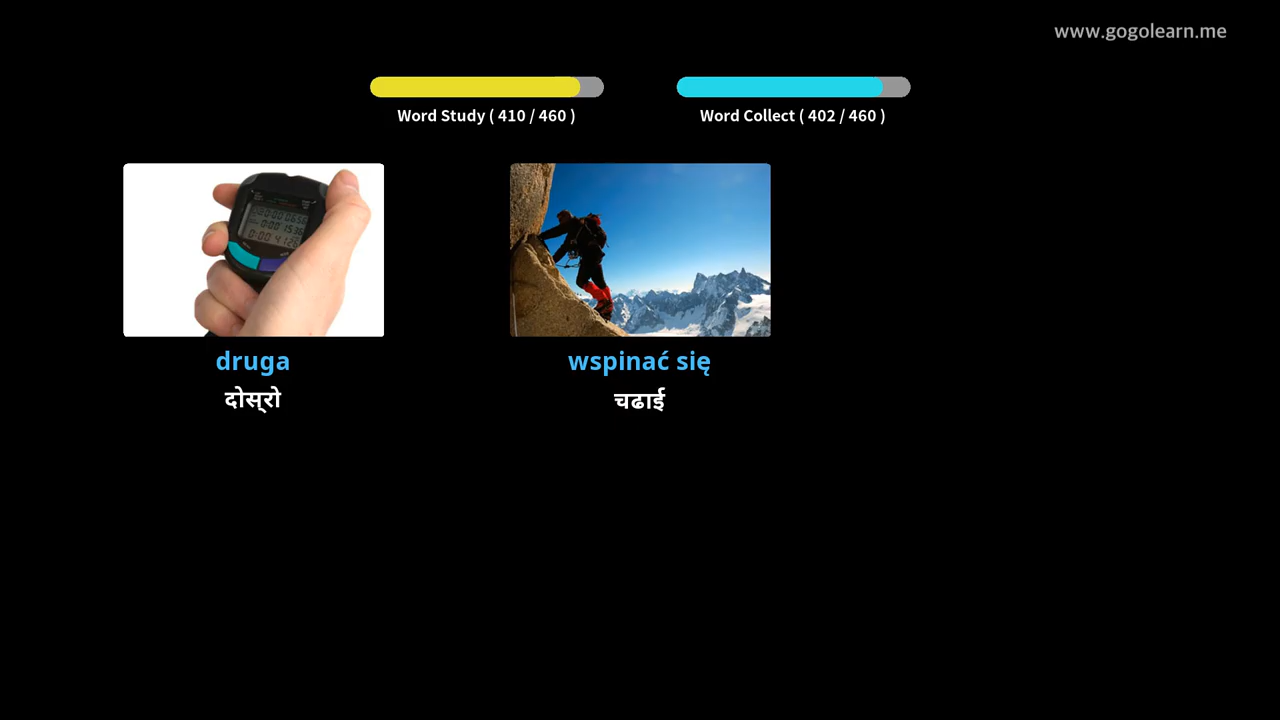 www.gogolearn.me
Word Study ( 410 / 460 )
Word Collect ( 402 / 460 )
druga
दोस्रो
wspinać się
चढाई